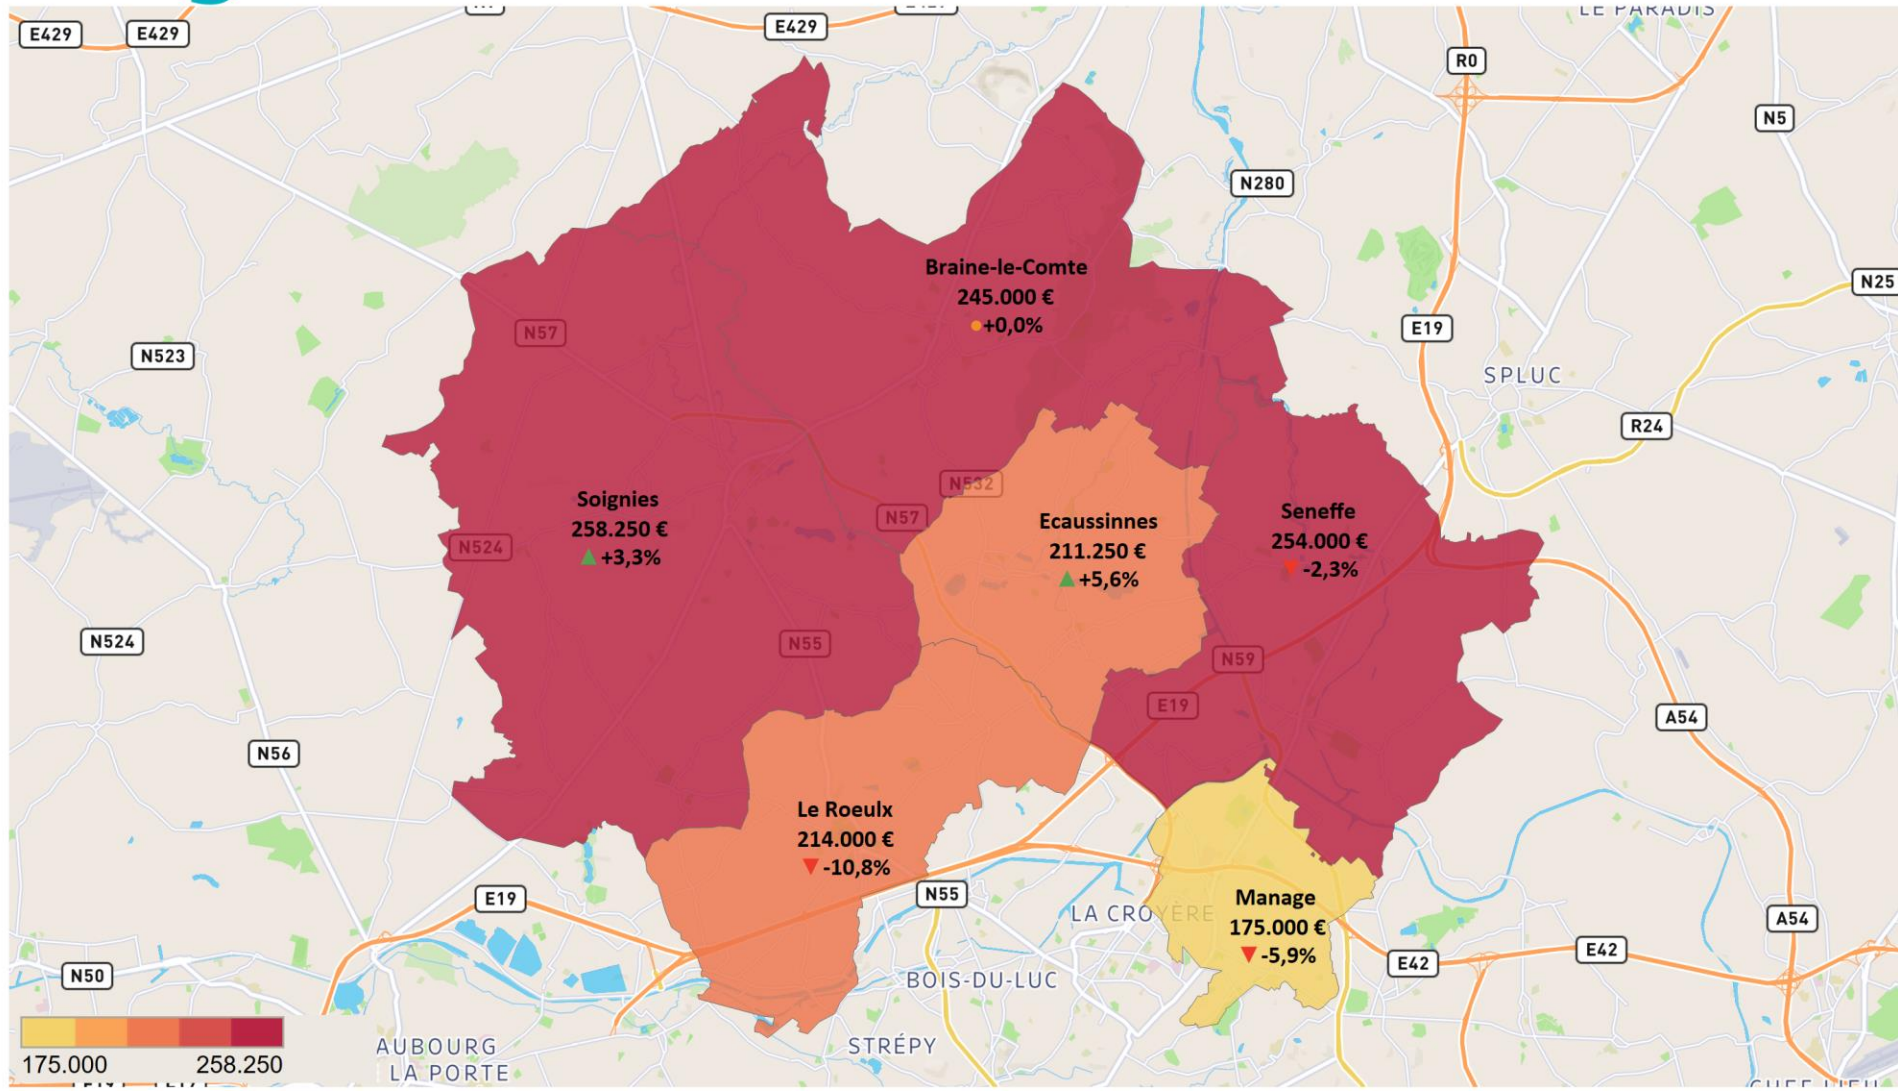 E429
E429
E429
LE PARADIS
R0
N5
N280
N25
Braine-le-Comte
245.000 €
+0,0%
N57
E19
N523
SPLUC
R24
N532
N57
Soignies
258.250 €
+3,3%
N524
Ecaussinnes
211.250 €
+5,6%
Seneffe
254.000 €
-2,3%
N524
N55
N59
E19
A54
N56
Le Roeulx
214.000 €
-10,8%
E19
N55
LA CROYÈRE
Manage
175.000 €
-5,9%
A54
N50
BOIS-DU-LUC
E42
E42
175.000
258.250
AUBOURG
LA PORTE
STRÉPY